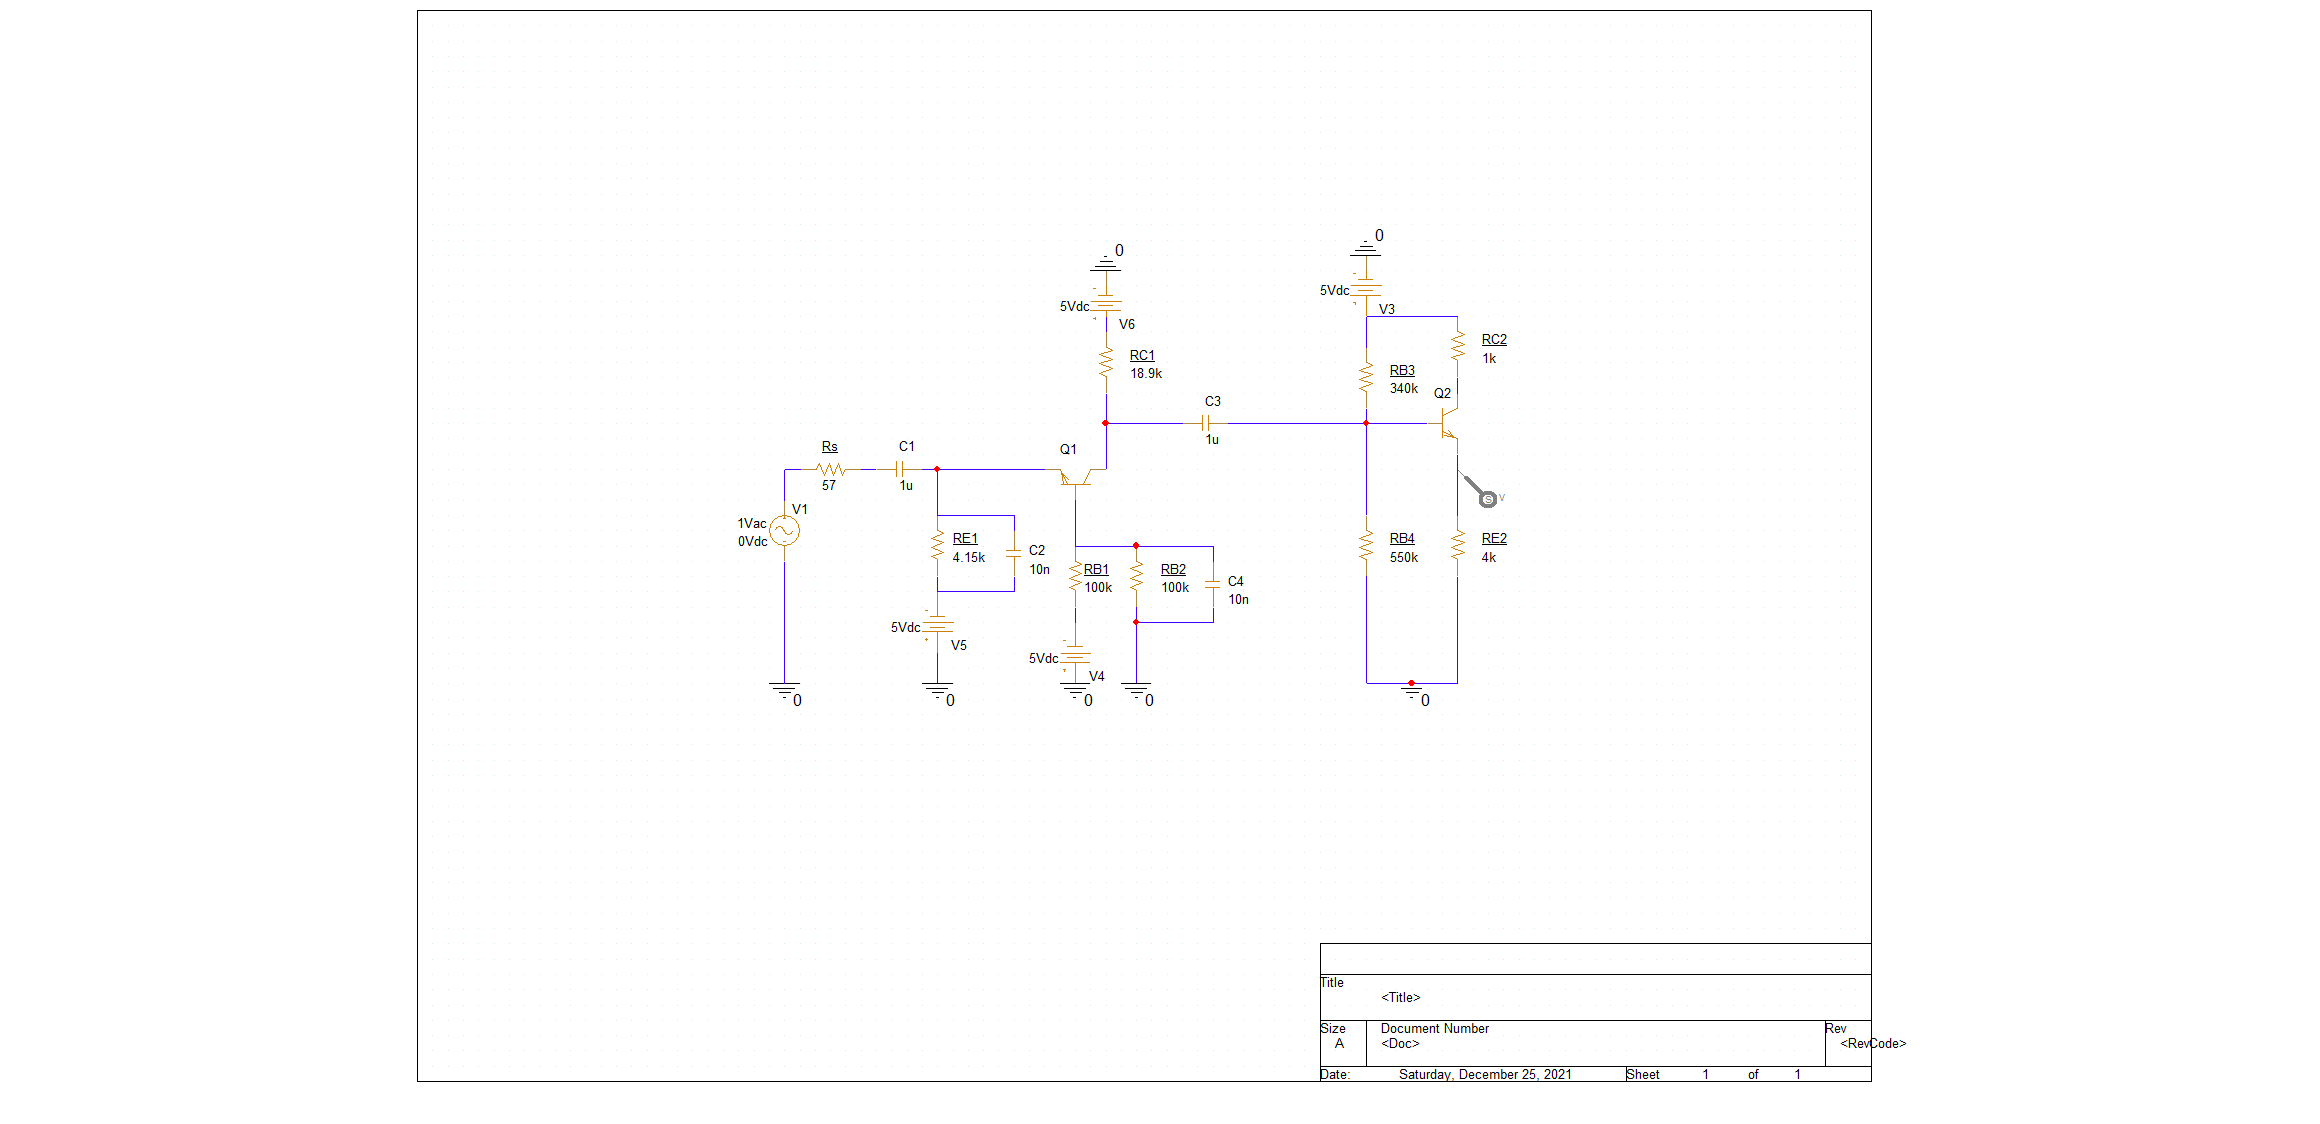 0
0
5Vdc
V3
5Vdc
V6
RC2
1k
RC1
18.9k
RB3
340k
Q2
C3
1u
Rs
57
C1
1u
Q1
V
S
V1
1Vac
0Vdc
RE1
4.15k
C2
10n
RB1
100k
RB2
100k
C4
10n
RB4
550k
RE2
4k
5Vdc
V5
5Vdc
V4
0
0
0
0
0
Title
<Title>
Size
A
Document Number
<Doc>
Rev
<RevCode>
Date:
Saturday, December 25, 2021
Sheet 1 of 1